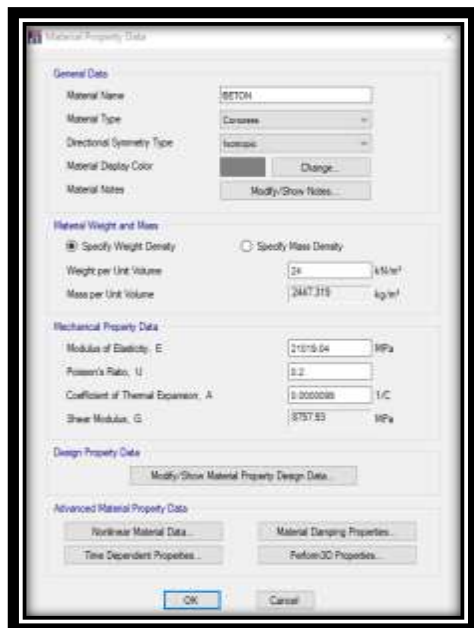 Material Property Data
General Data
Material Name BETON
Material Type Concrete
Directional Symmetry Type Isotropic
Material Display Color Change...
Material Notes Modify/Show Notes...
Material Weight and Mass
Specify Weight Density Specify Mass Density
Weight per Unit Volume 24 kN/m³
Mass per Unit Volume 2447.319 kg/m³
Mechanical Property Data
Modulus of Elasticity, E MPa
Poisson's Ratio, U 0.2
Coefficient of Thermal Expansion, A 0.0000099 1/C
Shear Modulus, G MPa
Design Property Data
Modify/Show Material Property Design Data...
Advanced Material Property Data
Nonlinear Material Data... Material Damping Properties...
Time Dependent Properties... Perform3D Properties...
OK Cancel